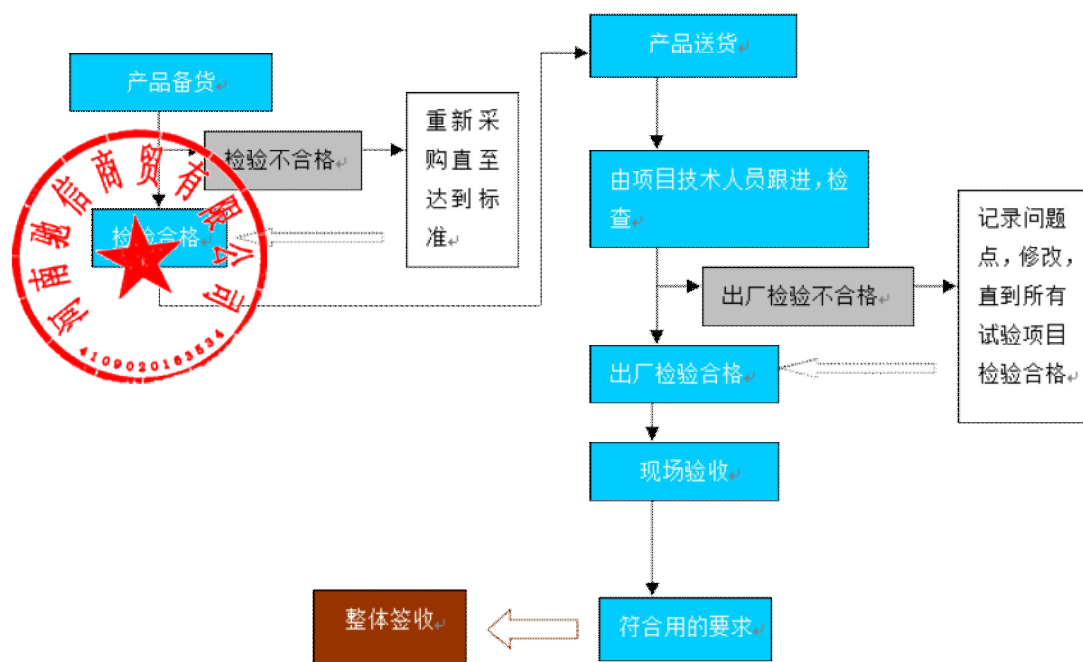 产品备货
检验不合格
重新采
购直至
达到标
准
检验合格
河南驰信商贸有限公司
4109020163534
产品送货
由项目技术人员跟进，检
查
出厂检验不合格
记录问题
点，修改，
直到所有
试验项目
检验合格
出厂检验合格
现场验收
符合用的要求
整体签收